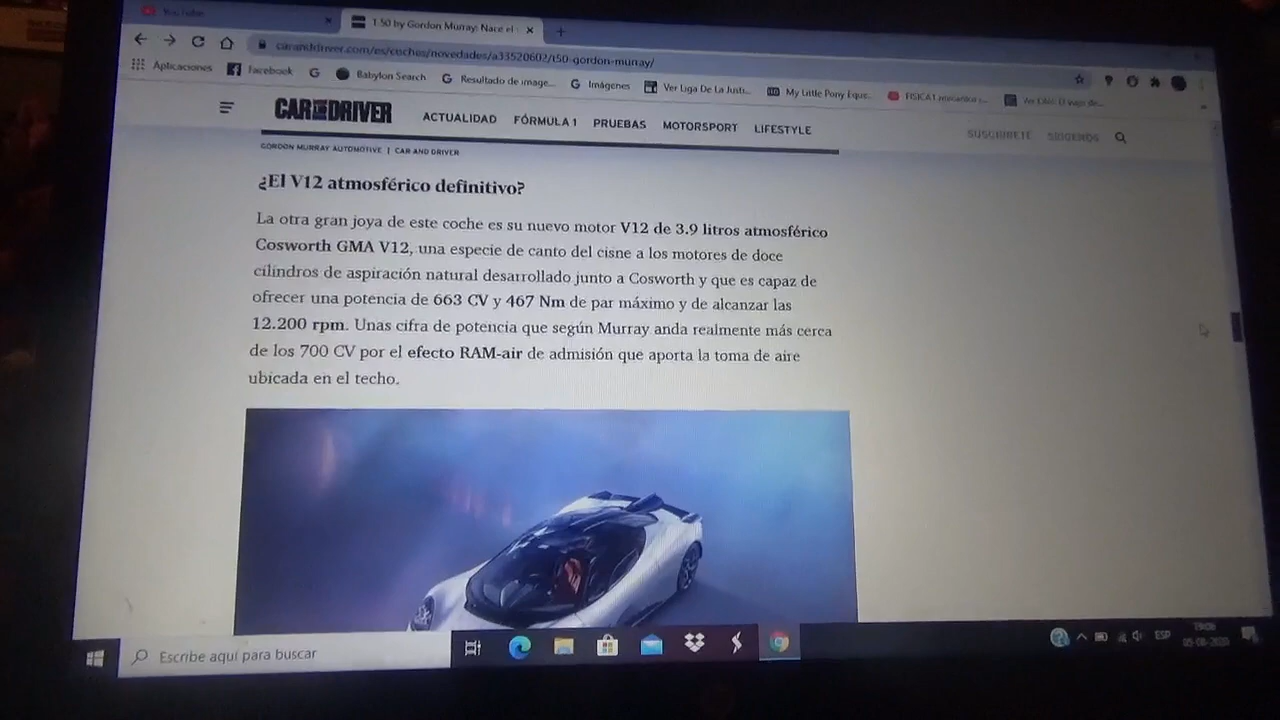 YouTube
T.50 by Gordon Murray: Nace el
caranddriver.com/es/coches/novedades/a33520602/t50-gordon-murray/
Aplicaciones Facebook Babylon Search Resultado de image... Imágenes Ver Liga De La Justi... My Little Pony Eque...
CAR AND DRIVER ACTUALIDAD FÓRMULA 1 PRUEBAS MOTORSPORT LIFESTYLE SUSCRÍBETE SÍGUENOS
GORDON MURRAY AUTOMOTIVE | CAR AND DRIVER
¿El V12 atmosférico definitivo?
La otra gran joya de este coche es su nuevo motor V12 de 3.9 litros atmosférico
Cosworth GMA V12, una especie de canto del cisne a los motores de doce
cilindros de aspiración natural desarrollado junto a Cosworth y que es capaz de
ofrecer una potencia de 663 CV y 467 Nm de par máximo y de alcanzar las
12.200 rpm. Unas cifra de potencia que según Murray anda realmente más cerca
de los 700 CV por el efecto RAM-air de admisión que aporta la toma de aire
ubicada en el techo.
Escribe aquí para buscar
ESP